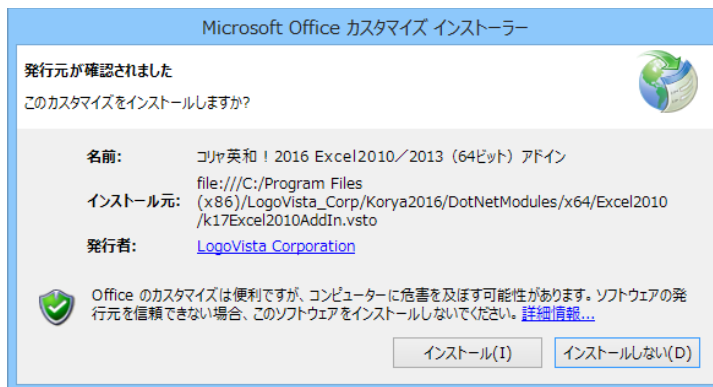 Microsoft Office カスタマイズ インストーラー
発行元が確認されました
このカスタマイズをインストールしますか?
名前: コリャ英和！2016 Excel2010／2013（64ビット）アドイン
インストール元: file:///C:/Program Files
(x86)/LogoVista_Corp/Korya2016/DotNetModules/x64/Excel2010
/k17Excel2010AddIn.vsto
発行者: LogoVista Corporation
Office のカスタマイズは便利ですが、コンピューターに危害を及ぼす可能性があります。ソフトウェアの発
行元を信頼できない場合、このソフトウェアをインストールしないでください。詳細情報...
インストール(I) インストールしない(D)